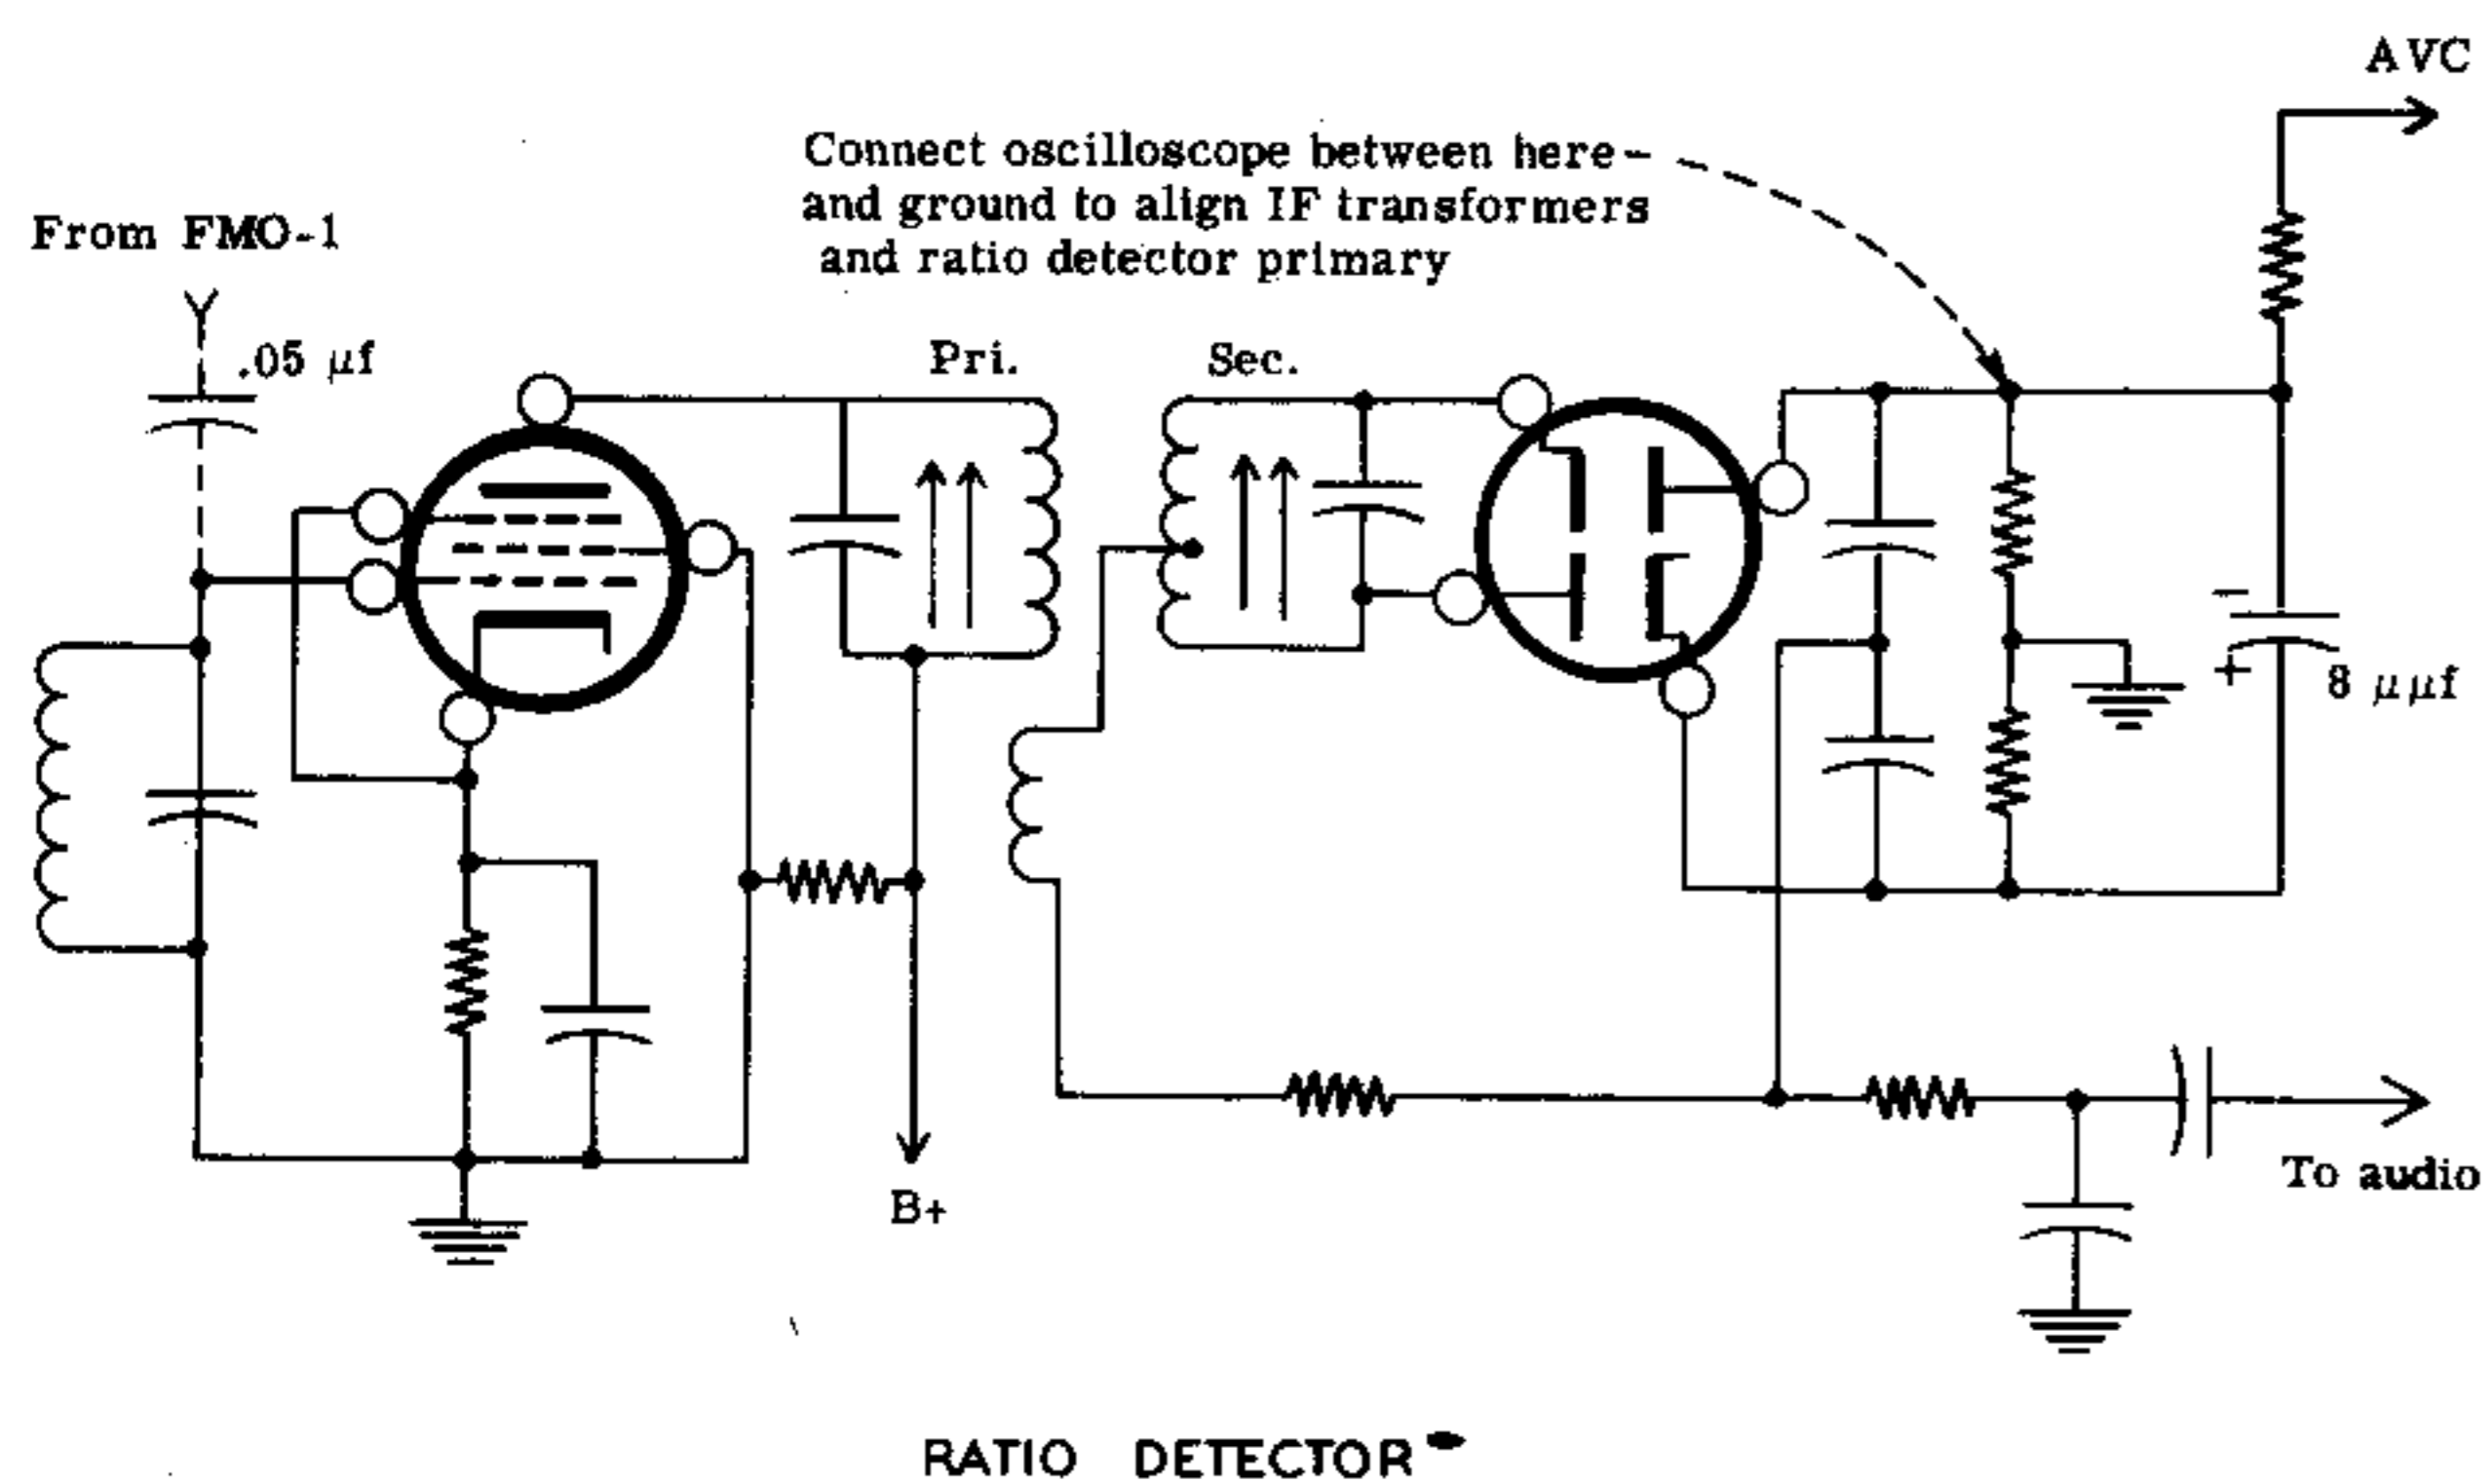 AVC
Connect oscilloscope between here
and ground to align IF transformers
and ratio detector primary
From FMO-1
.05 μf
Pri.
Sec.
-
+
8 μμf
B+
To audio
RATIO DETECTOR